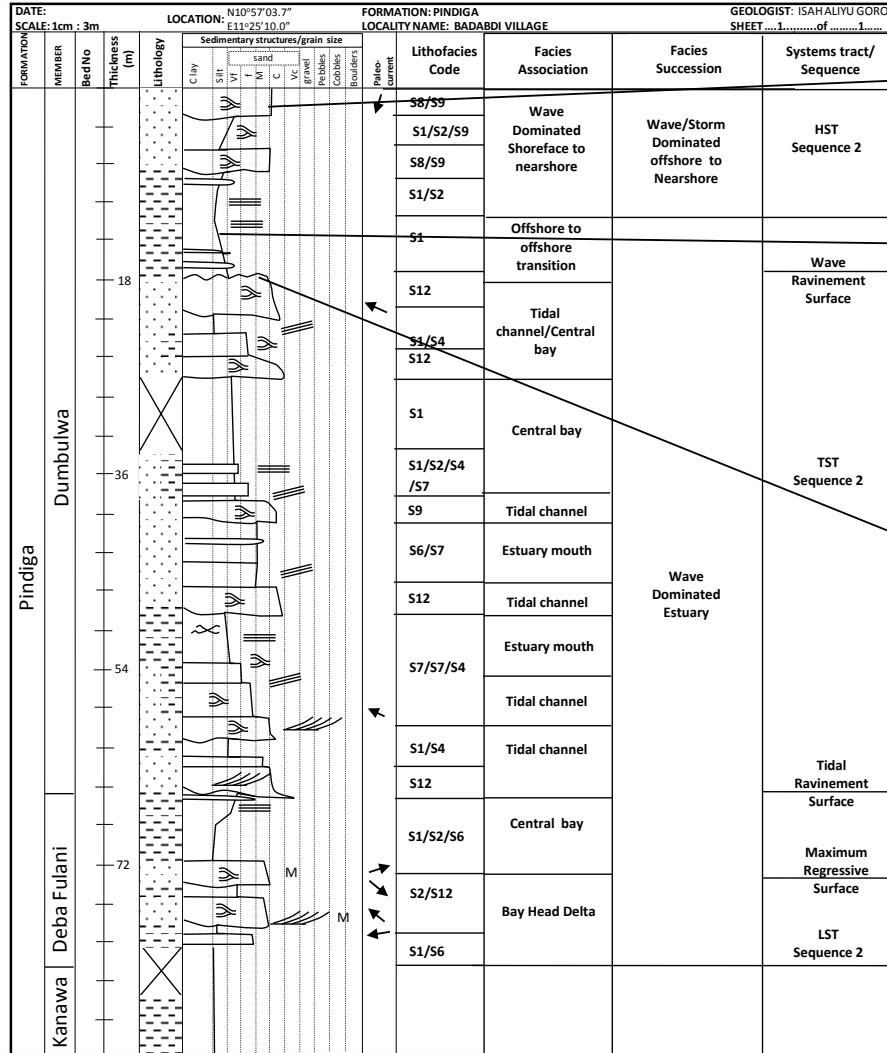 DATE:
SCALE: 1cm : 3m
LOCATION: N10°57'03.7"
E11°25'10.0"
FORMATION: PINDIGA
LOCALITY NAME: BADABDI VILLAGE
GEOLOGIST: ISAH ALIYU GORO
SHEET ....1..........of .........1......
FORMATION
MEMBER
Bed No
Thickness (m)
Lithology
Sedimentary structures/grain size
sand
Clay
Silt
Vf
f
M
C
Vc
gravel
Pebbles
Cobbles
Boulders
Paleo-current
Lithofacies
Code
Facies
Association
Facies
Succession
Systems tract/
Sequence
Pindiga
Dumbulwa
Deba Fulani
Kanawa
18
36
54
72
M
M
S8/S9
S1/S2/S9
S8/S9
S1/S2
S1
S12
S1/S4
S12
S1
S1/S2/S4
/S7
S9
S6/S7
S12
S7/S7/S4
S1/S4
S12
S1/S2/S6
S2/S12
S1/S6
Wave
Dominated
Shoreface to
nearshore
Offshore to
offshore
transition
Tidal
channel/Central
bay
Central bay
Tidal channel
Estuary mouth
Tidal channel
Estuary mouth
Tidal channel
Tidal channel
Central bay
Bay Head Delta
Wave/Storm
Dominated
offshore to
Nearshore
Wave
Dominated
Estuary
HST
Sequence 2
Wave
Ravinement
Surface
TST
Sequence 2
Tidal
Ravinement
Surface
Maximum
Regressive
Surface
LST
Sequence 2